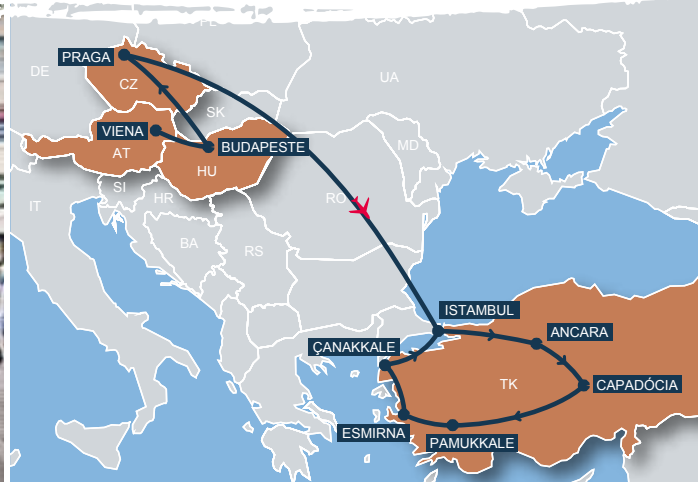 PL
DE
PRAGA
CZ
UA
SK
VIENA
BUDAPESTE
MD
AT
HU
SI
IT
HR
RO
BA
RS
ISTAMBUL
ANCARA
ÇANAKKALE
TK
CAPADÓCIA
ESMIRNA
PAMUKKALE